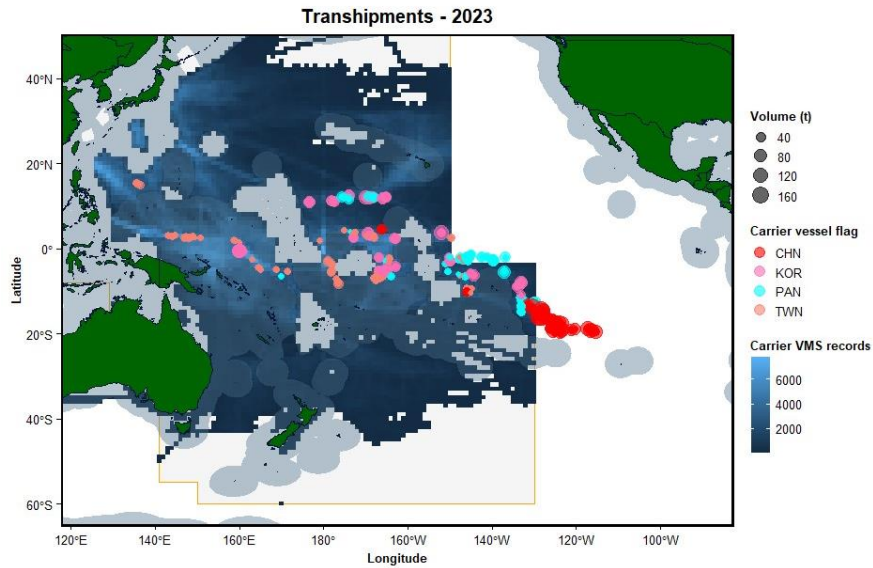 Transhipments - 2023
40°N
20°N
0°
20°S
40°S
60°S
Latitude
120°E
140°E
160°E
180°
160°W
140°W
120°W
100°W
Longitude
Volume (t)
40
80
120
160
Carrier vessel flag
CHN
KOR
PAN
TWN
Carrier VMS records
6000
4000
2000